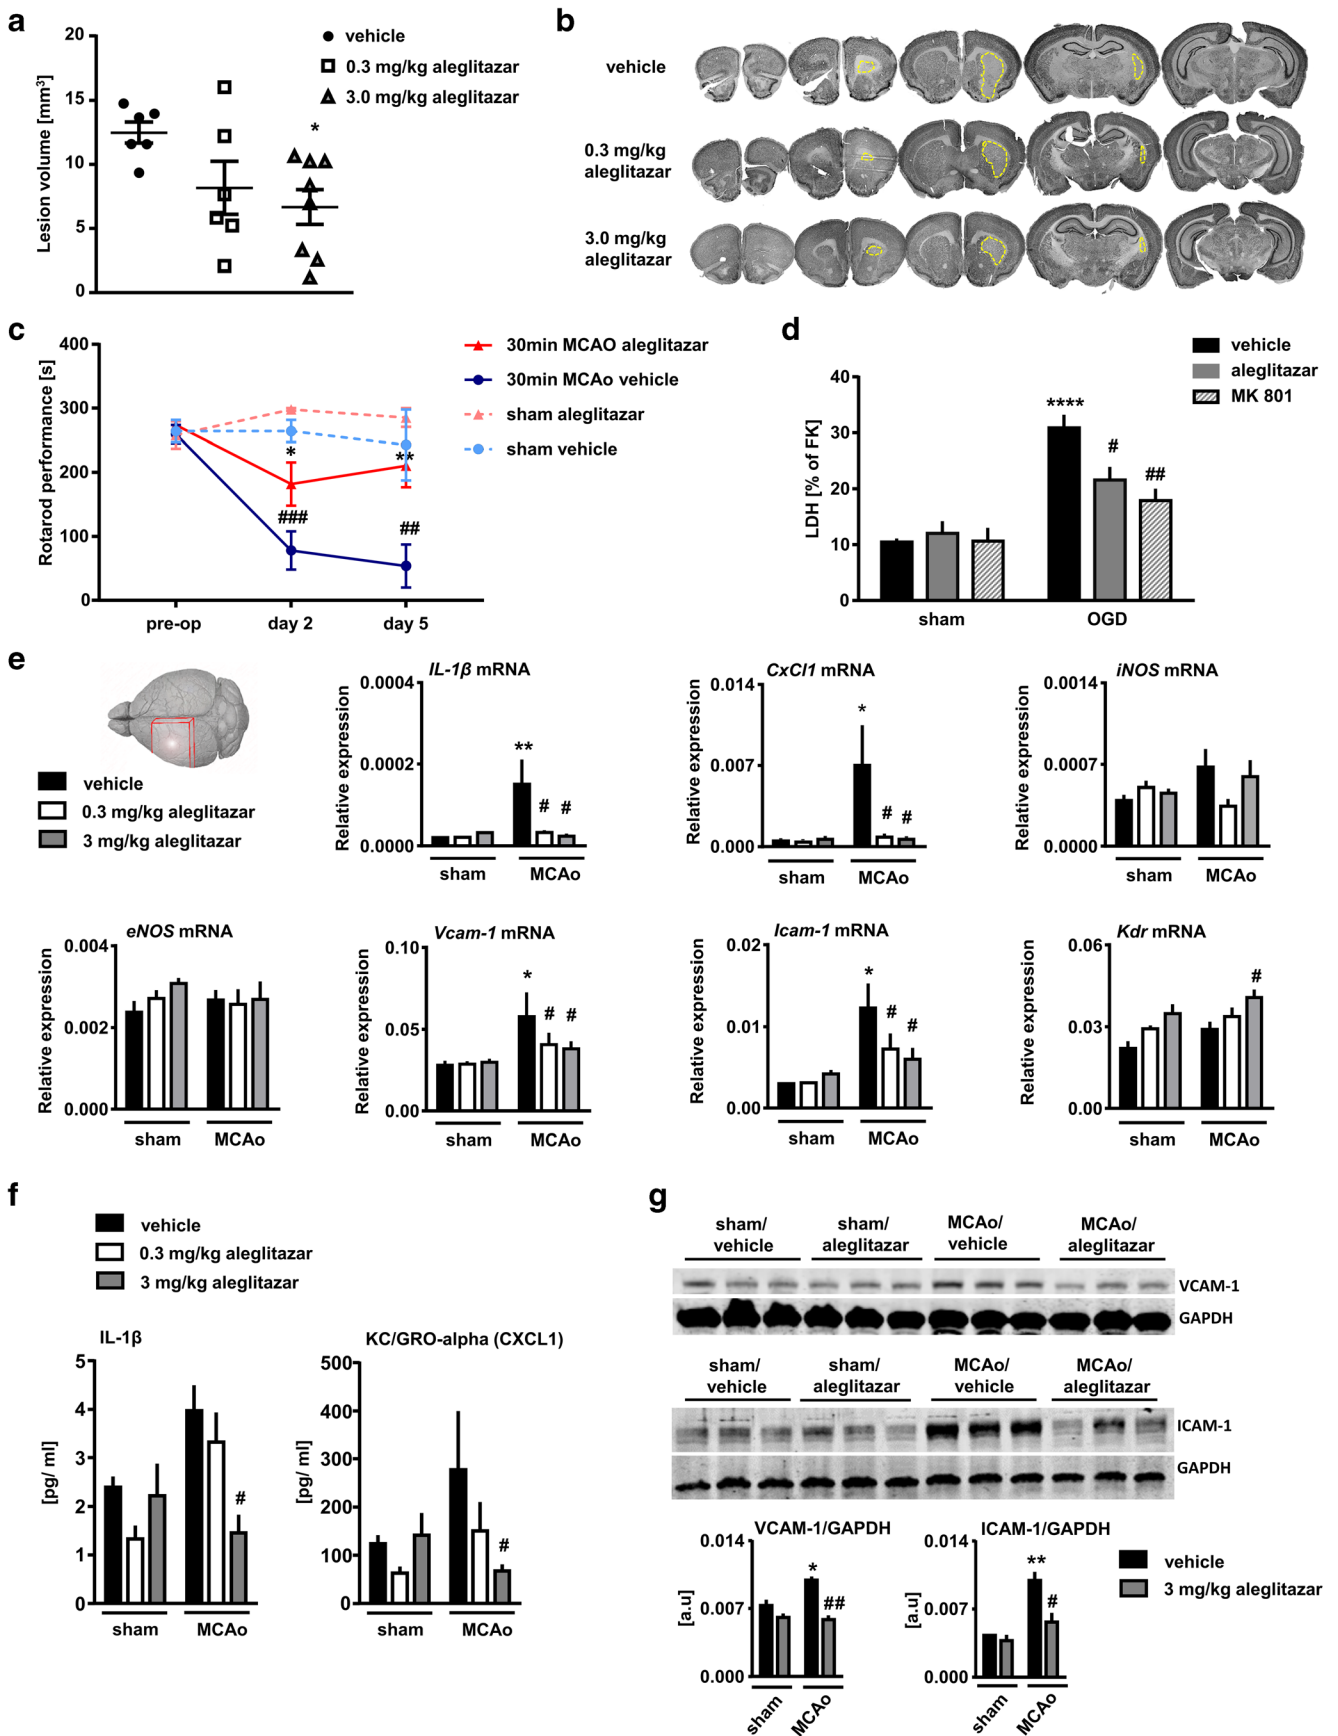 a
Lesion volume [mm³]
20
15
10
5
0
vehicle
0.3 mg/kg aleglitazar
3.0 mg/kg aleglitazar
*
b
vehicle
0.3 mg/kg
aleglitazar
3.0 mg/kg
aleglitazar
c
Rotarod performance [s]
400
300
200
100
0
pre-op
day 2
day 5
*
**
###
##
30min MCAO aleglitazar
30min MCAo vehicle
sham aleglitazar
sham vehicle
d
LDH [% of FK]
40
30
20
10
0
****
#
##
sham
OGD
vehicle
aleglitazar
MK 801
e
vehicle
0.3 mg/kg aleglitazar
3 mg/kg aleglitazar
IL-1β mRNA
Relative expression
0.0004
0.0002
0.0000
**
#
#
sham
MCAo
CxCl1 mRNA
Relative expression
0.014
0.007
0.000
*
#
#
sham
MCAo
iNOS mRNA
Relative expression
0.0014
0.0007
0.0000
sham
MCAo
eNOS mRNA
Relative expression
0.004
0.002
0.000
sham
MCAo
Vcam-1 mRNA
Relative expression
0.10
0.05
0.00
*
#
#
sham
MCAo
Icam-1 mRNA
Relative expression
0.02
0.01
0.00
*
#
#
sham
MCAo
Kdr mRNA
Relative expression
0.06
0.03
0.00
#
sham
MCAo
f
vehicle
0.3 mg/kg aleglitazar
3 mg/kg aleglitazar
IL-1β
[pg/ ml]
5
4
3
2
1
0
#
sham
MCAo
KC/GRO-alpha (CXCL1)
[pg/ ml]
500
400
300
200
100
0
#
sham
MCAo
g
sham/
vehicle
sham/
aleglitazar
MCAo/
vehicle
MCAo/
aleglitazar
VCAM-1
GAPDH
sham/
vehicle
sham/
aleglitazar
MCAo/
vehicle
MCAo/
aleglitazar
ICAM-1
GAPDH
VCAM-1/GAPDH
[a.u]
0.014
0.007
0.000
*
##
sham
MCAo
ICAM-1/GAPDH
[a.u]
0.014
0.007
0.000
**
#
sham
MCAo
vehicle
3 mg/kg aleglitazar